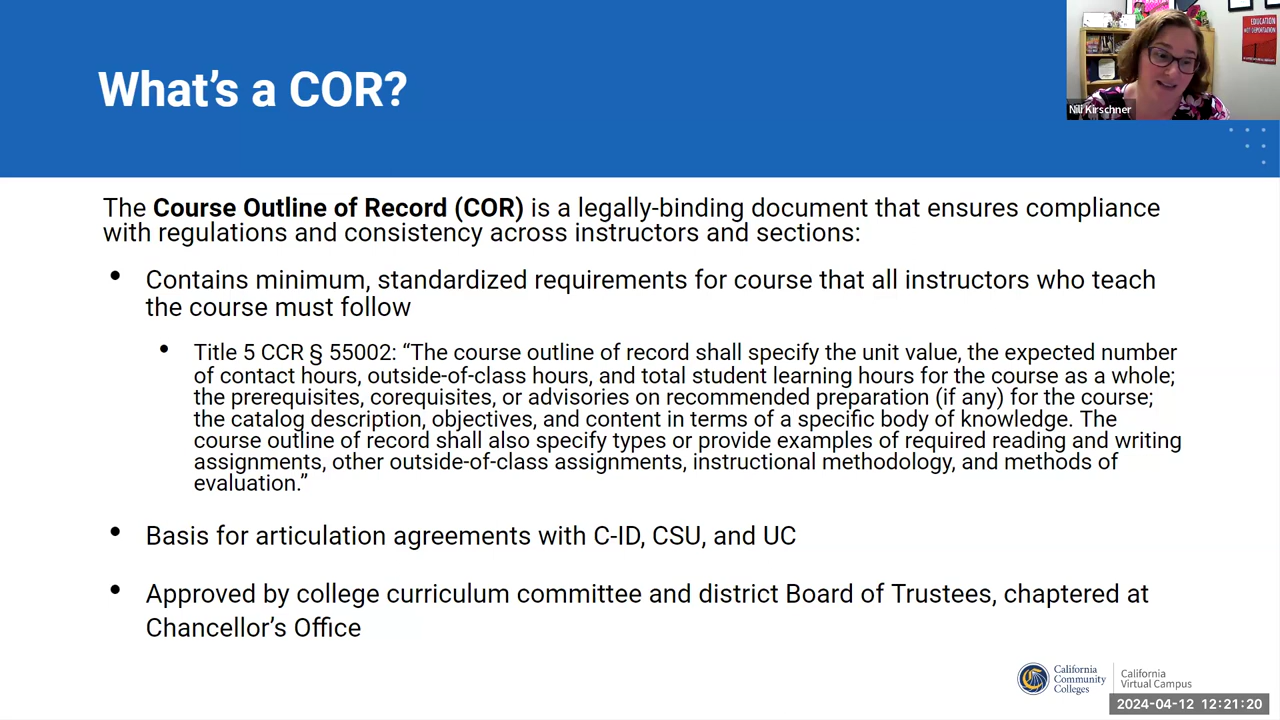 What's a COR?
EDUCATION
NOT DEPORTATION
Nili Kirschner
The Course Outline of Record (COR) is a legally-binding document that ensures compliance
with regulations and consistency across instructors and sections:
• Contains minimum, standardized requirements for course that all instructors who teach
the course must follow
• Title 5 CCR § 55002: “The course outline of record shall specify the unit value, the expected number
of contact hours, outside-of-class hours, and total student learning hours for the course as a whole;
the prerequisites, corequisites, or advisories on recommended preparation (if any) for the course;
the catalog description, objectives, and content in terms of a specific body of knowledge. The
course outline of record shall also specify types or provide examples of required reading and writing
assignments, other outside-of-class assignments, instructional methodology, and methods of
evaluation.”
• Basis for articulation agreements with C-ID, CSU, and UC
• Approved by college curriculum committee and district Board of Trustees, chaptered at
Chancellor’s Office
California
Community
Colleges
California
Virtual Campus
2024-04-12 12:21:20